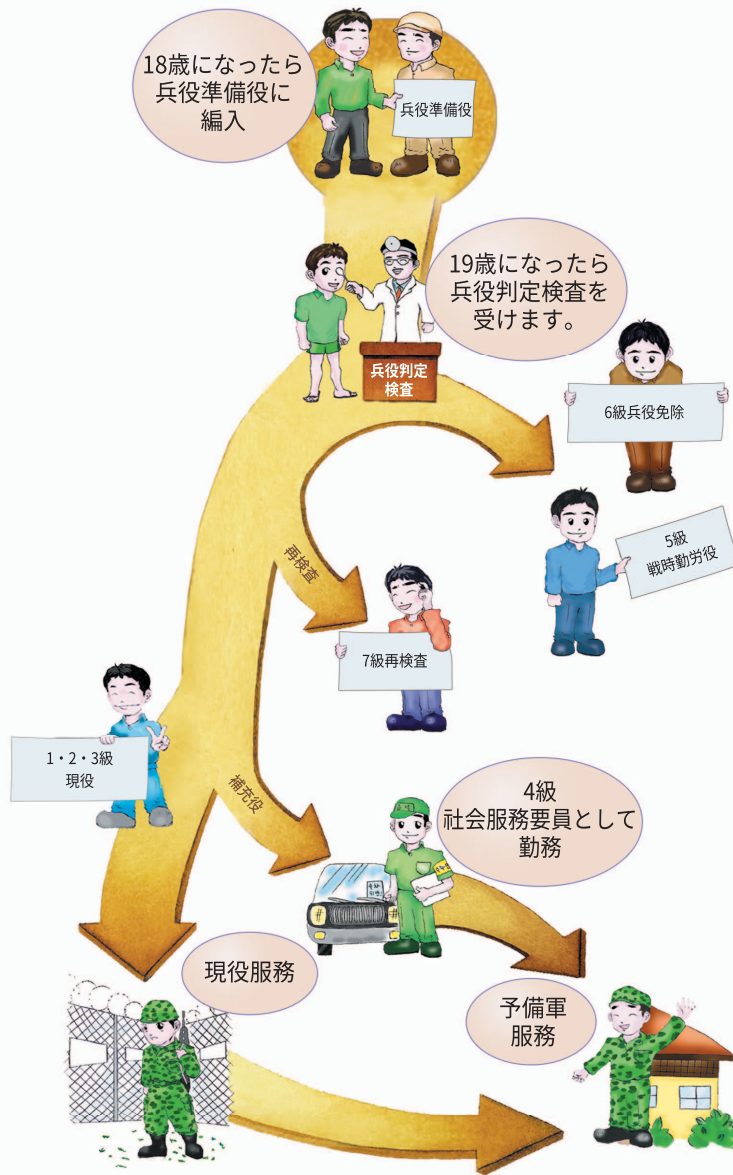 18歳になったら
兵役準備役に
編入
兵役準備役
19歳になったら
兵役判定検査を
受けます。
兵役判定
検査
6級兵役免除
5級
戦時勤労役
再検査
7級再検査
1・2・3級
現役
補充役
4級
社会服務要員として
勤務
現役服務
予備軍
服務